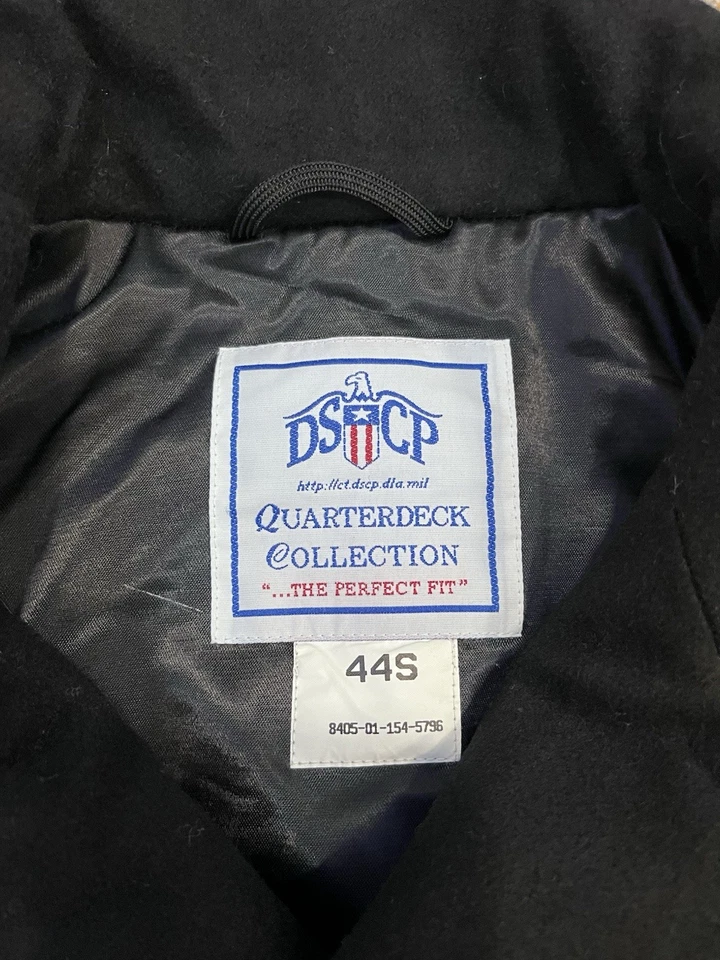 DSCP
http://ct.dscp.dla.mil
QUARTERDECK
COLLECTION
"...THE PERFECT FIT"
44S
8405-01-154-5796